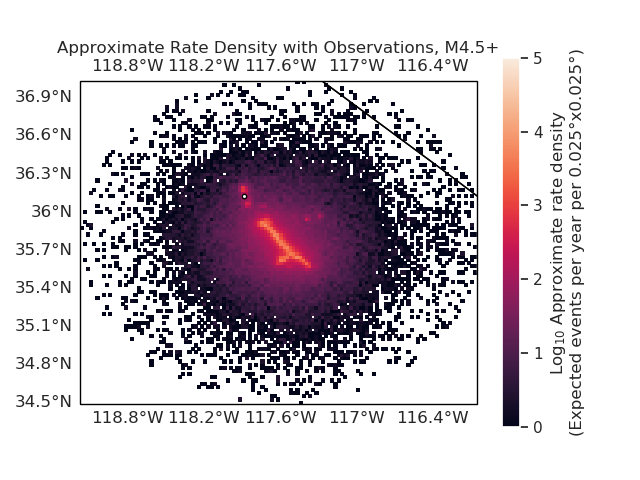 Approximate Rate Density with Observations, M4.5+
118.8°W 118.2°W 117.6°W 117°W 116.4°W
36.9°N
36.6°N
36.3°N
36°N
35.7°N
35.4°N
35.1°N
34.8°N
34.5°N
118.8°W 118.2°W 117.6°W 117°W 116.4°W
5
4
3
2
1
0
Log₁₀ Approximate rate density
(Expected events per year per 0.025°x0.025°)